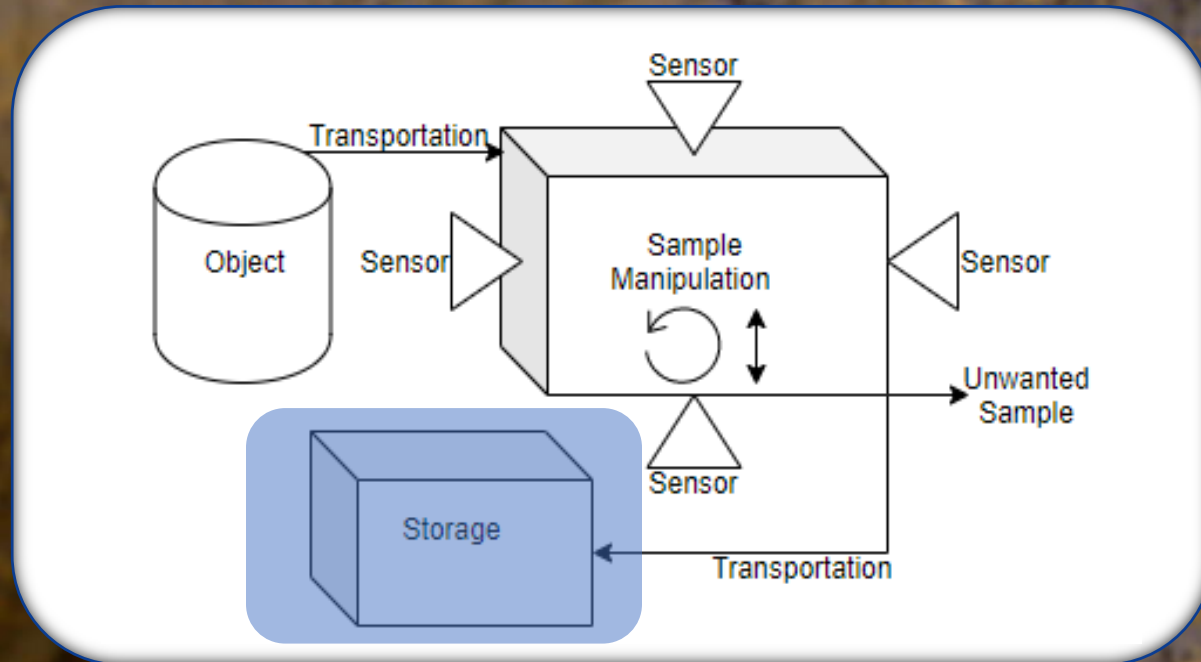 Sensor
Transportation
Object
Sensor
Sample
Manipulation
Sensor
Unwanted
Sample
Sensor
Storage
Transportation